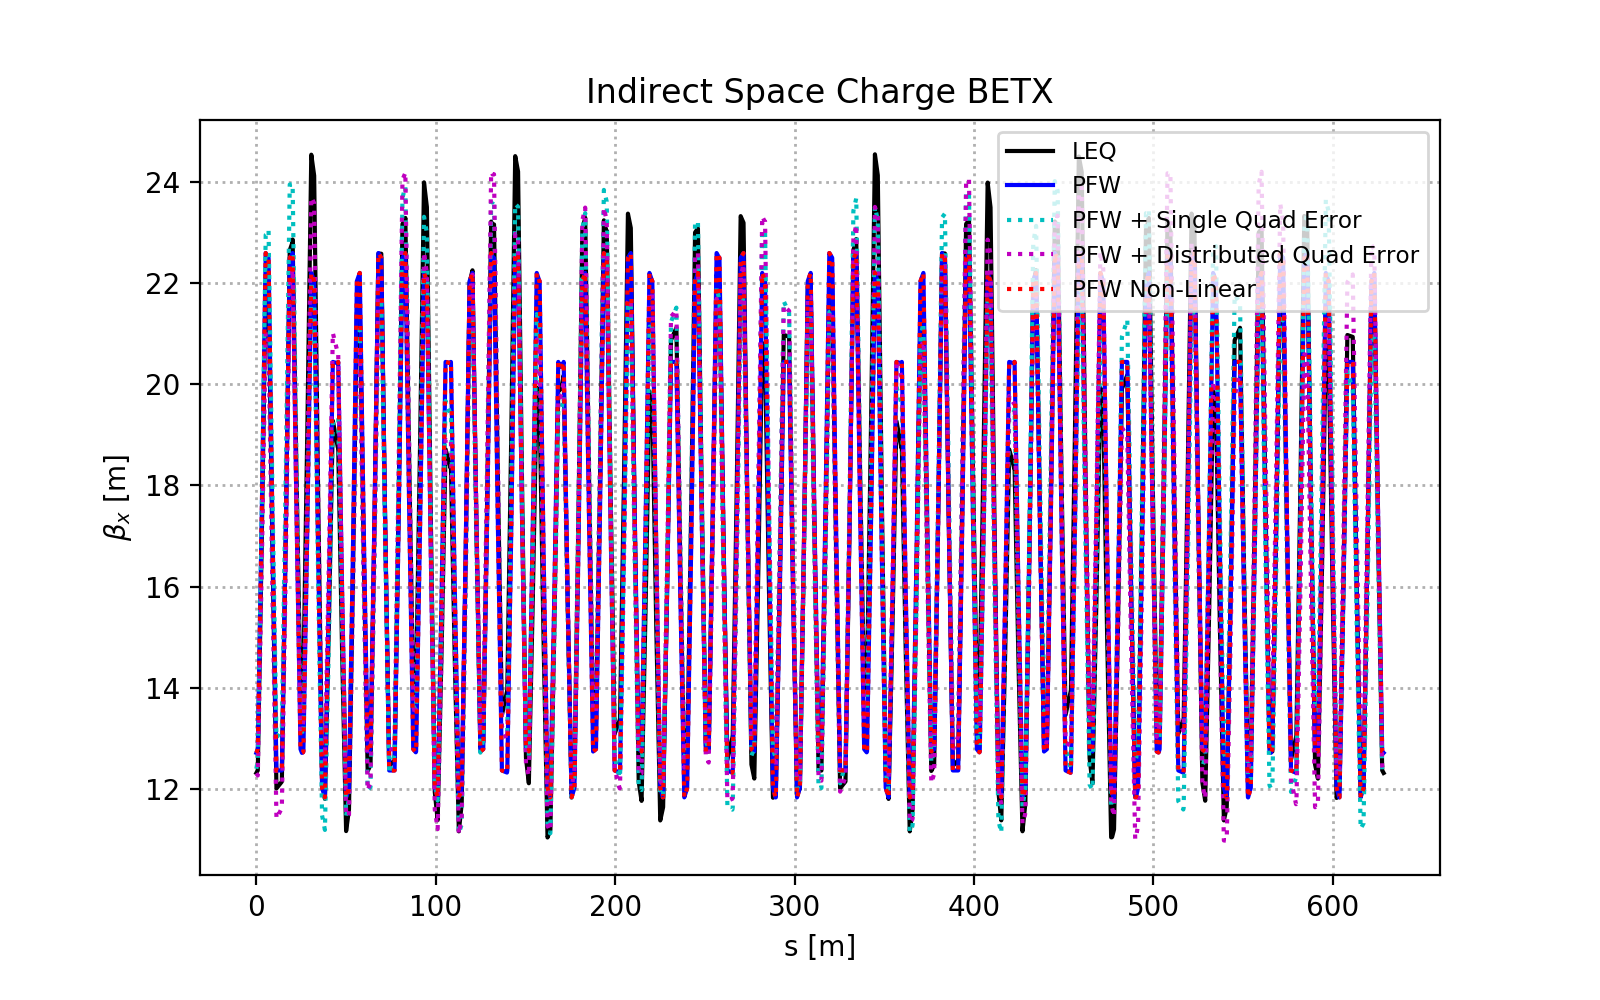 Indirect Space Charge BETX
LEQ
PFW
PFW + Single Quad Error
PFW + Distributed Quad Error
PFW Non-Linear
24
22
20
18
16
14
12
βx [m]
0 100 200 300 400 500 600
s [m]